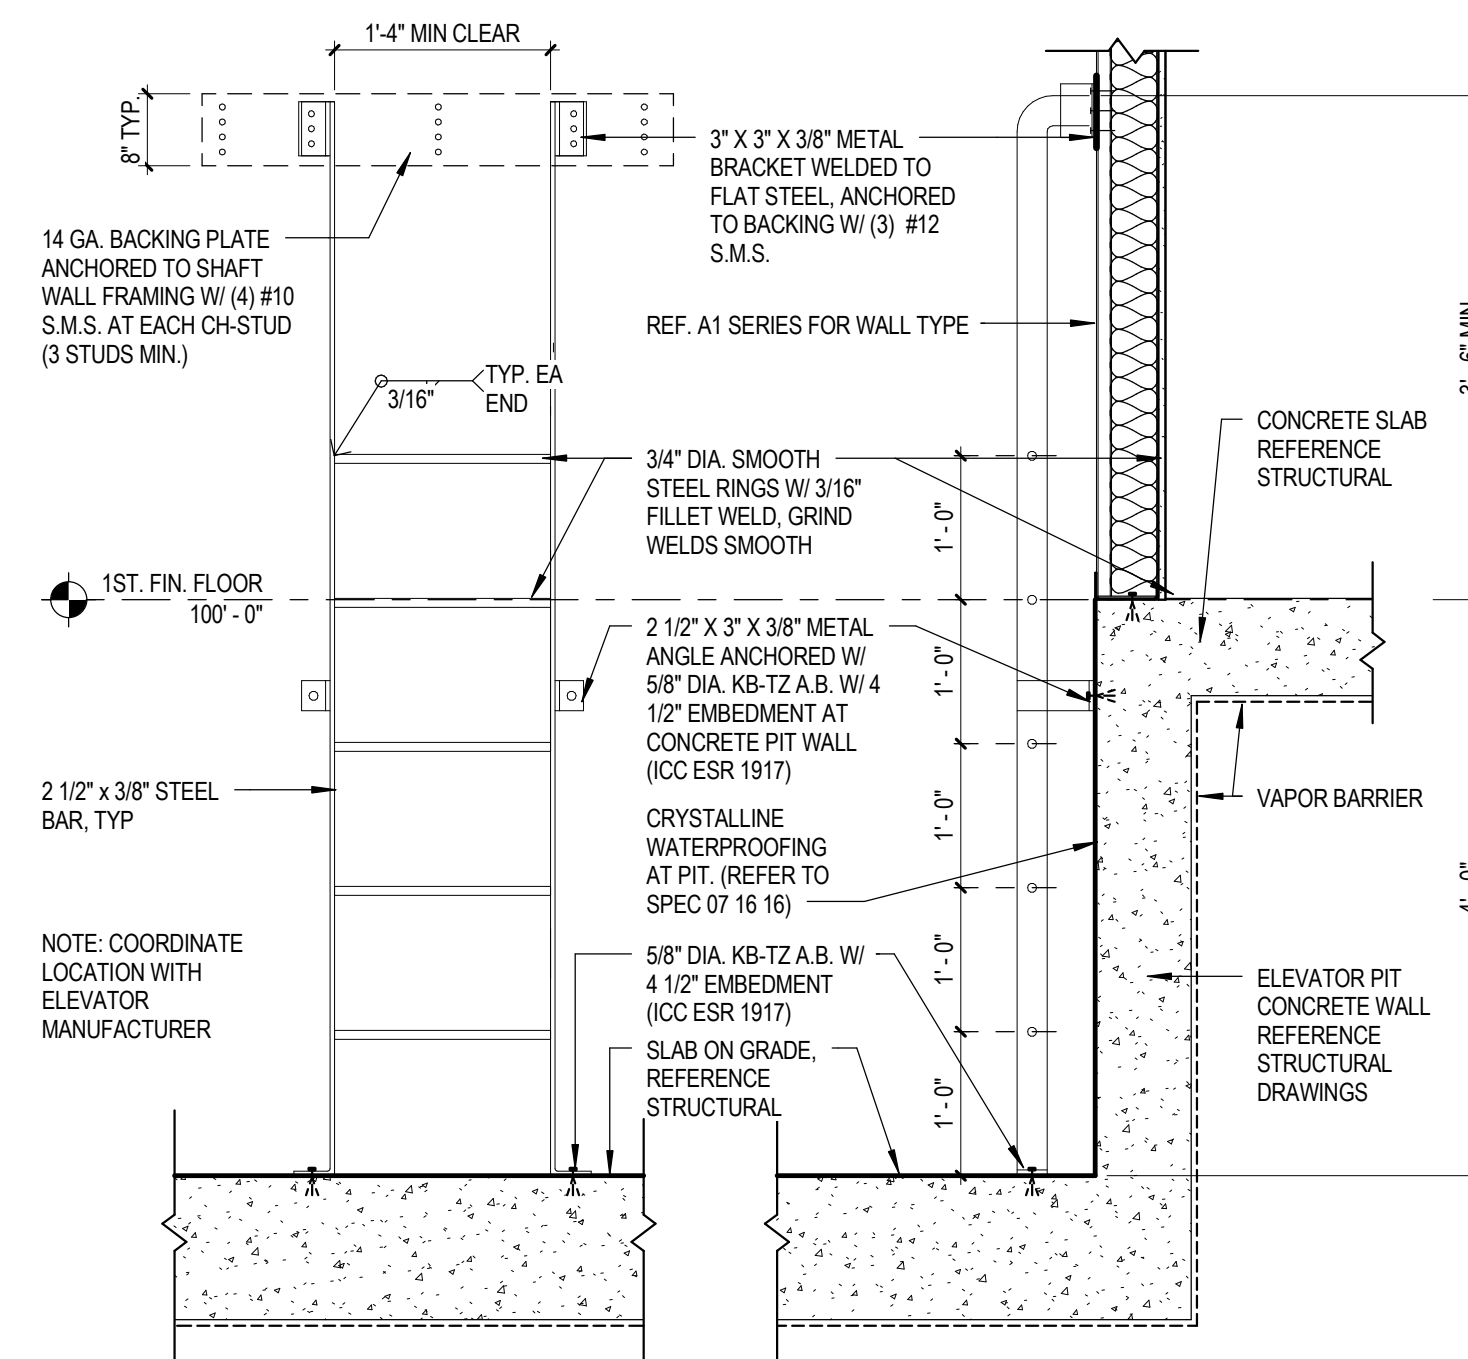 1'-4" MIN CLEAR
8" TYP.
14 GA. BACKING PLATE
ANCHORED TO SHAFT
WALL FRAMING W/ (4) #10
S.M.S. AT EACH CH-STUD
(3 STUDS MIN.)
3/16"
TYP. EA
END
1ST. FIN. FLOOR
100' - 0"
2 1/2" x 3/8" STEEL
BAR, TYP
NOTE: COORDINATE
LOCATION WITH
ELEVATOR
MANUFACTURER
3" X 3" X 3/8" METAL
BRACKET WELDED TO
FLAT STEEL, ANCHORED
TO BACKING W/ (3) #12
S.M.S.
REF. A1 SERIES FOR WALL TYPE
3/4" DIA. SMOOTH
STEEL RINGS W/ 3/16"
FILLET WELD, GRIND
WELDS SMOOTH
2 1/2" X 3" X 3/8" METAL
ANGLE ANCHORED W/
5/8" DIA. KB-TZ A.B. W/ 4
1/2" EMBEDMENT AT
CONCRETE PIT WALL
(ICC ESR 1917)
CRYSTALLINE
WATERPROOFING
AT PIT. (REFER TO
SPEC 07 16 16)
5/8" DIA. KB-TZ A.B. W/
4 1/2" EMBEDMENT
(ICC ESR 1917)
SLAB ON GRADE,
REFERENCE
STRUCTURAL
1' - 0"
1' - 0"
1' - 0"
1' - 0"
1' - 0"
CONCRETE SLAB
REFERENCE
STRUCTURAL
VAPOR BARRIER
ELEVATOR PIT
CONCRETE WALL
REFERENCE
STRUCTURAL
DRAWINGS